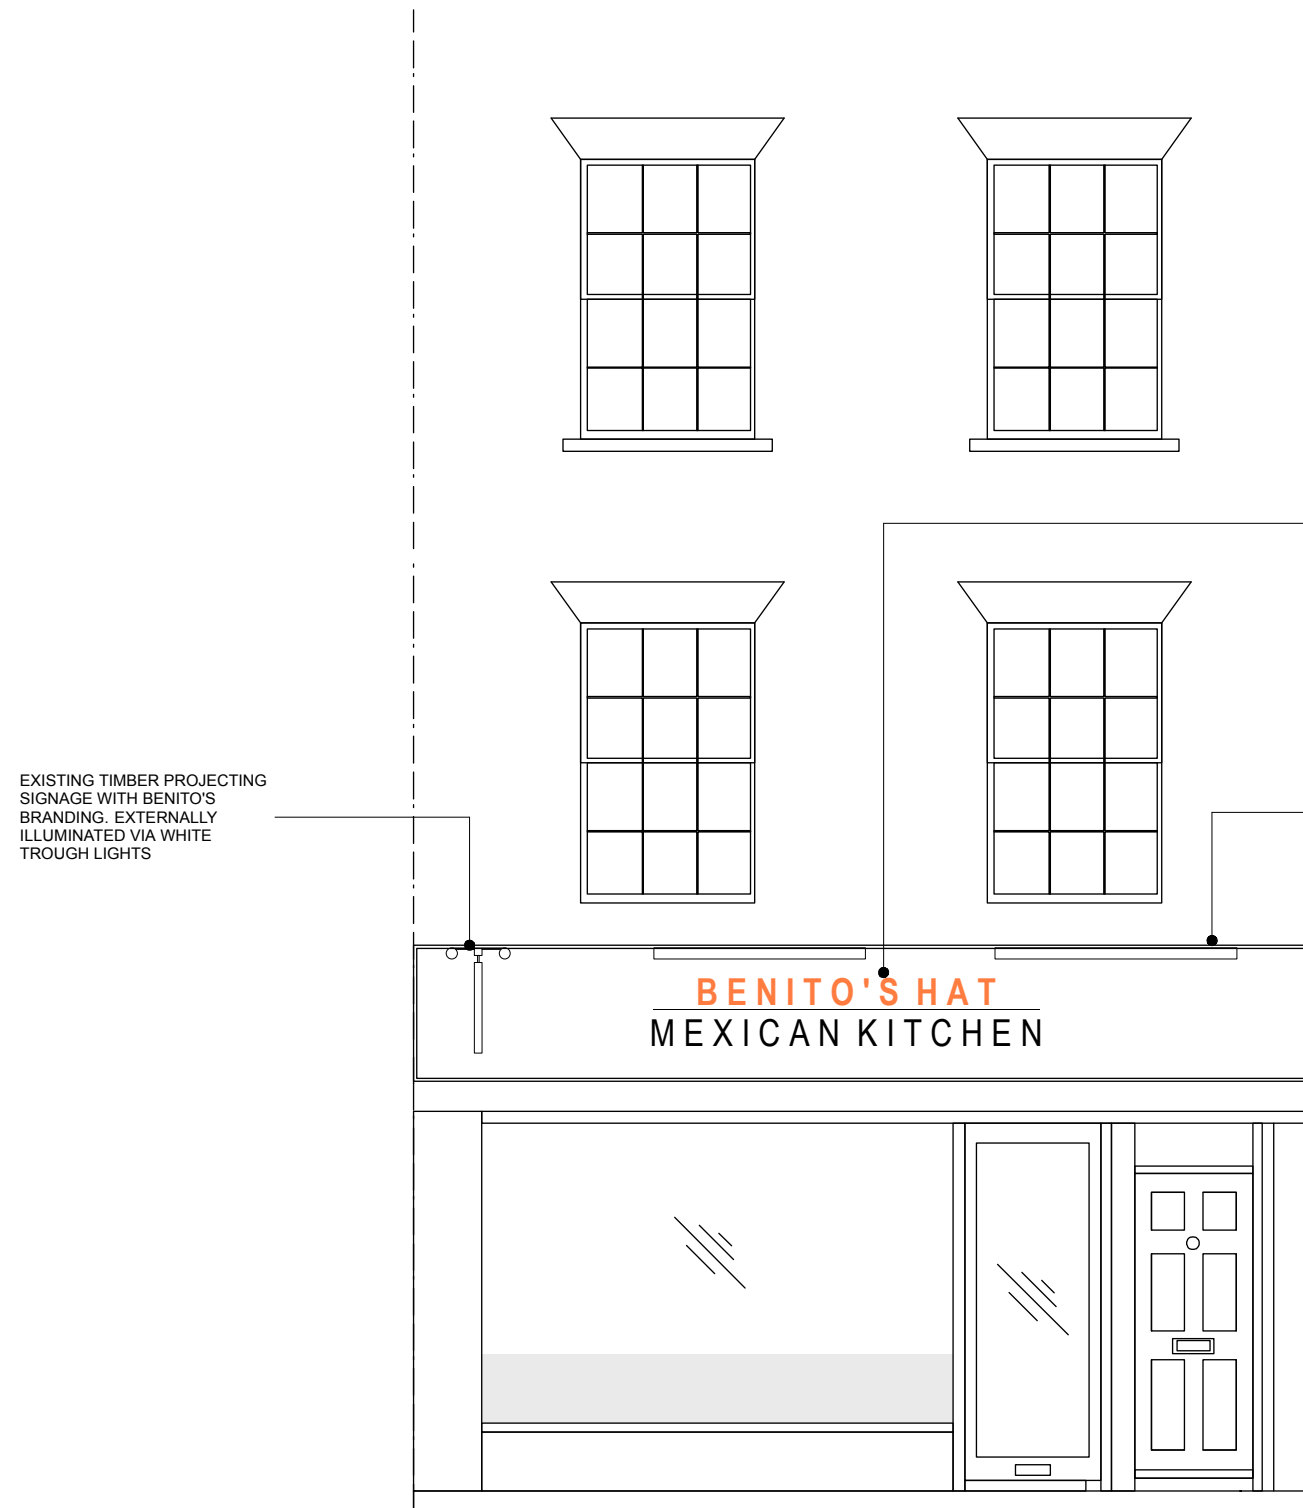 EXISTING TIMBER PROJECTING
SIGNAGE WITH BENITO'S
BRANDING. EXTERNALLY
ILLUMINATED VIA WHITE
TROUGH LIGHTS
BENITO'S HAT
MEXICAN KITCHEN